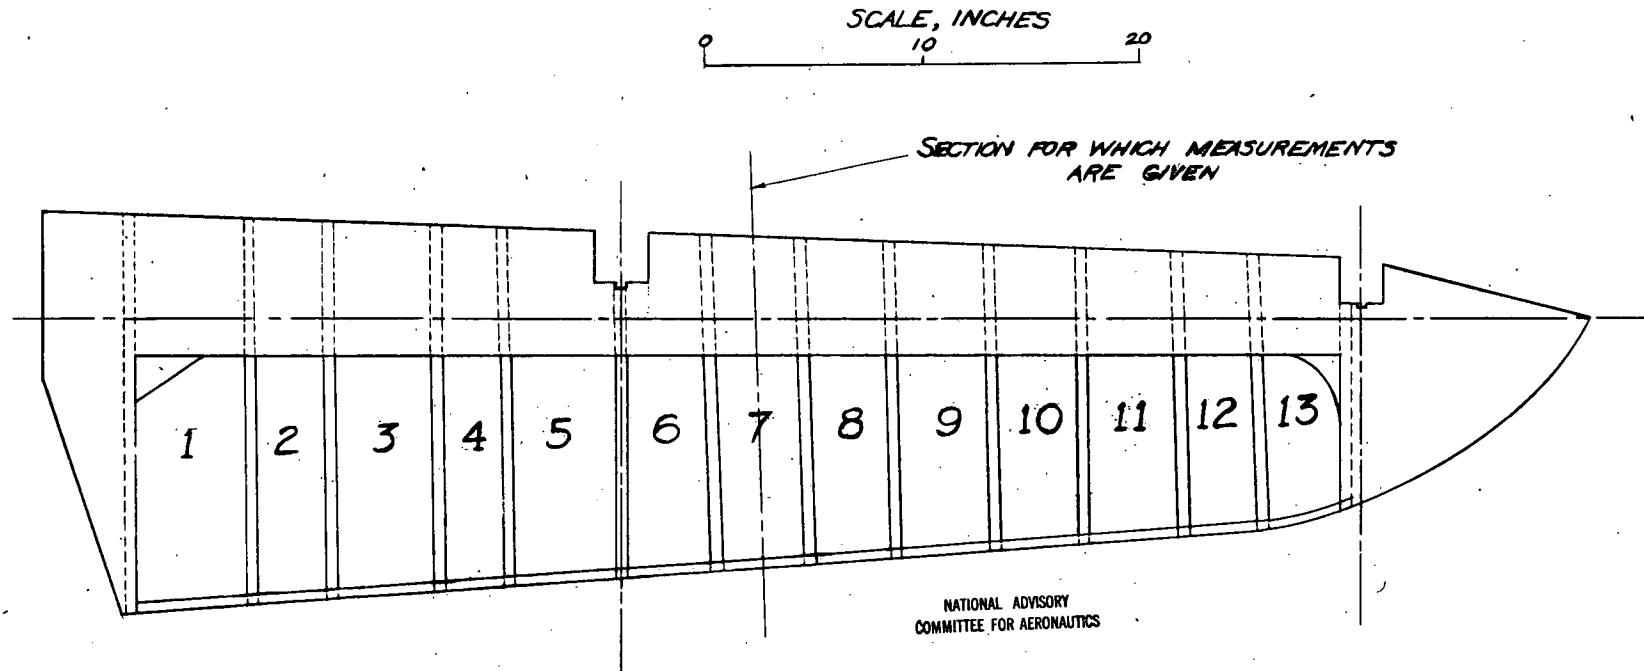 SCALE, INCHES
0 10 20
SECTION FOR WHICH MEASUREMENTS
ARE GIVEN
1 2 3 4 5 6 7 8 9 10 11 12 13
NATIONAL ADVISORY
COMMITTEE FOR AERONAUTICS